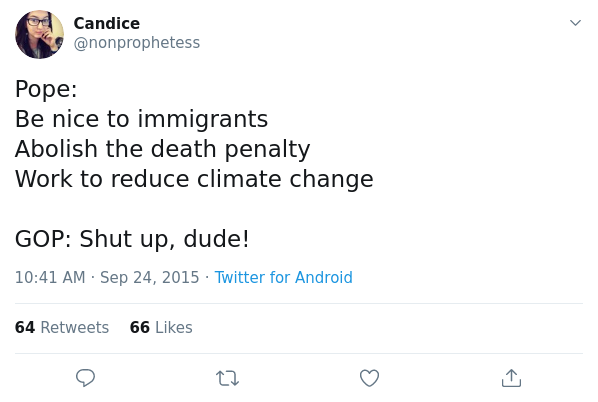 Candice
@nonprophetess
Pope:
Be nice to immigrants
Abolish the death penalty
Work to reduce climate change
GOP: Shut up, dude!
10:41 AM · Sep 24, 2015 · Twitter for Android
64 Retweets 66 Likes